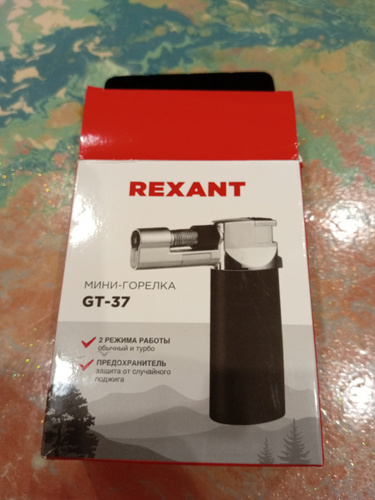 REXANT
МИНИ-ГОРЕЛКА
GT-37
2 РЕЖИМА РАБОТЫ
обычный и турбо
ПРЕДОХРАНИТЕЛЬ
защита от случайного
поджига